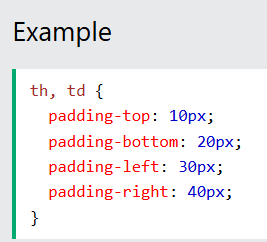 Example
th, td {
  padding-top: 10px;
  padding-bottom: 20px;
  padding-left: 30px;
  padding-right: 40px;
}